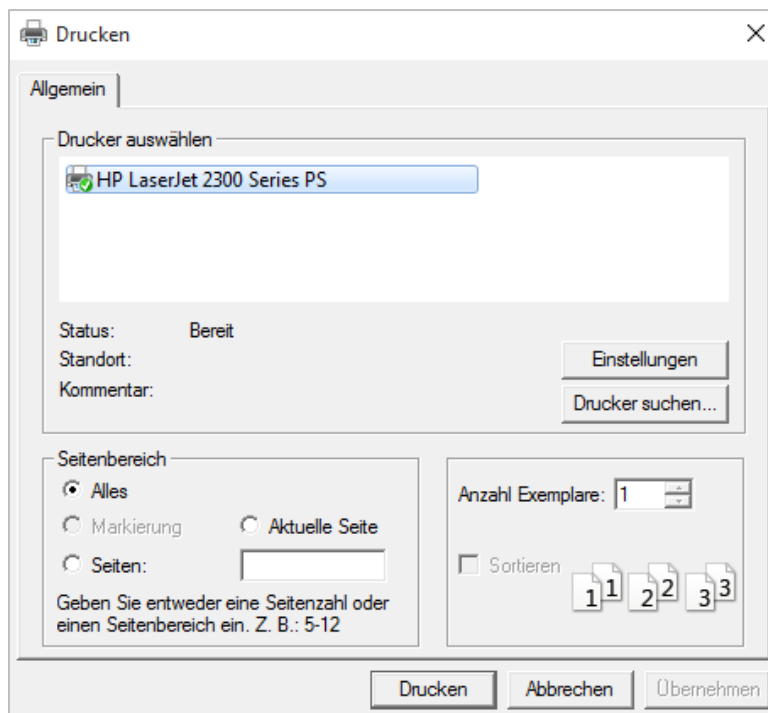 Drucken
Allgemein
Drucker auswählen
HP LaserJet 2300 Series PS
Status: Bereit
Standort:
Kommentar:
Einstellungen
Drucker suchen...
Seitenbereich
Alles
Markierung Aktuelle Seite
Seiten:
Geben Sie entweder eine Seitenzahl oder
einen Seitenbereich ein. Z. B.: 5-12
Anzahl Exemplare: 1
Sortieren
1 1 2 2 3 3
Drucken Abbrechen Übernehmen